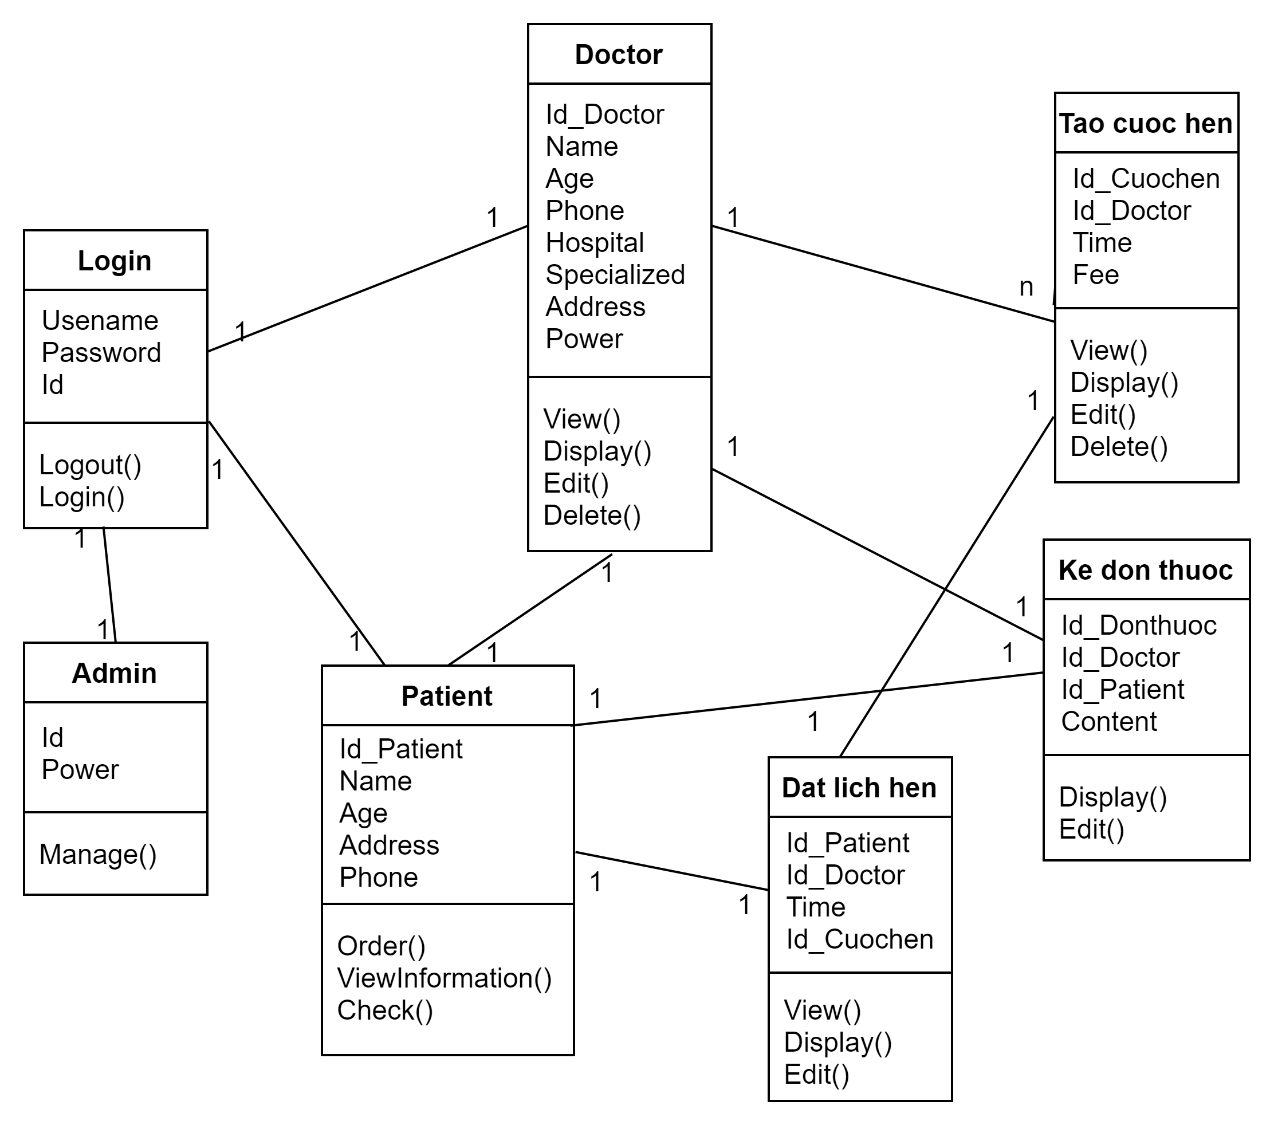 Doctor
Id_Doctor
Name
Age
Phone
Hospital
Specialized
Address
Power
View()
Display()
Edit()
Delete()
Tao cuoc hen
Id_Cuochen
Id_Doctor
Time
Fee
View()
Display()
Edit()
Delete()
Login
Usename
Password
Id
Logout()
Login()
Admin
Id
Power
Manage()
Patient
Id_Patient
Name
Age
Address
Phone
Order()
ViewInformation()
Check()
Dat lich hen
Id_Patient
Id_Doctor
Time
Id_Cuochen
View()
Display()
Edit()
Ke don thuoc
Id_Donthuoc
Id_Doctor
Id_Patient
Content
Display()
Edit()
1
1
1
n
1
1
1
1
1
1
1
1
1
1
1
1
1
1